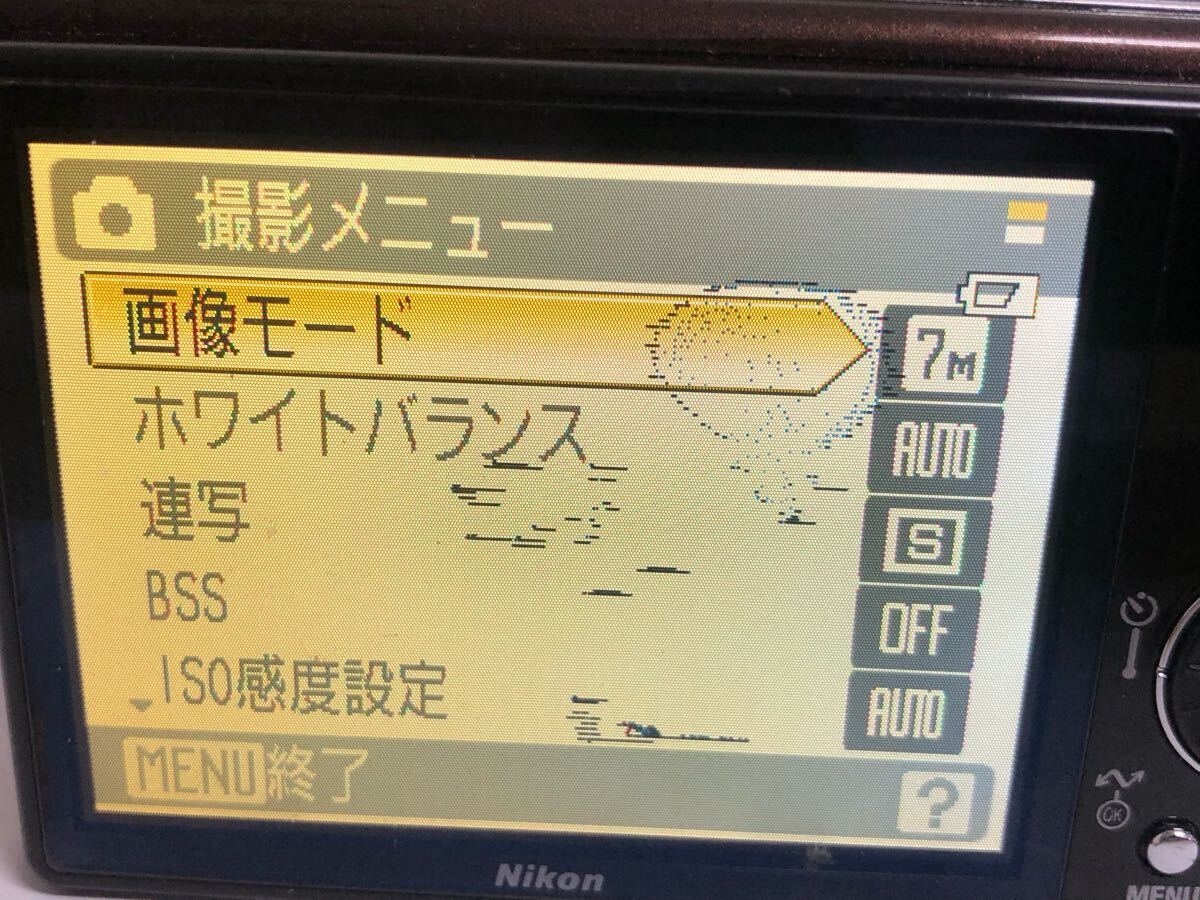 撮影メニュー
画像モード 7M
ホワイトバランス AUTO
連写 S
BSS OFF
ISO感度設定 AUTO
MENU終了 ?
Nikon
OK
MENU